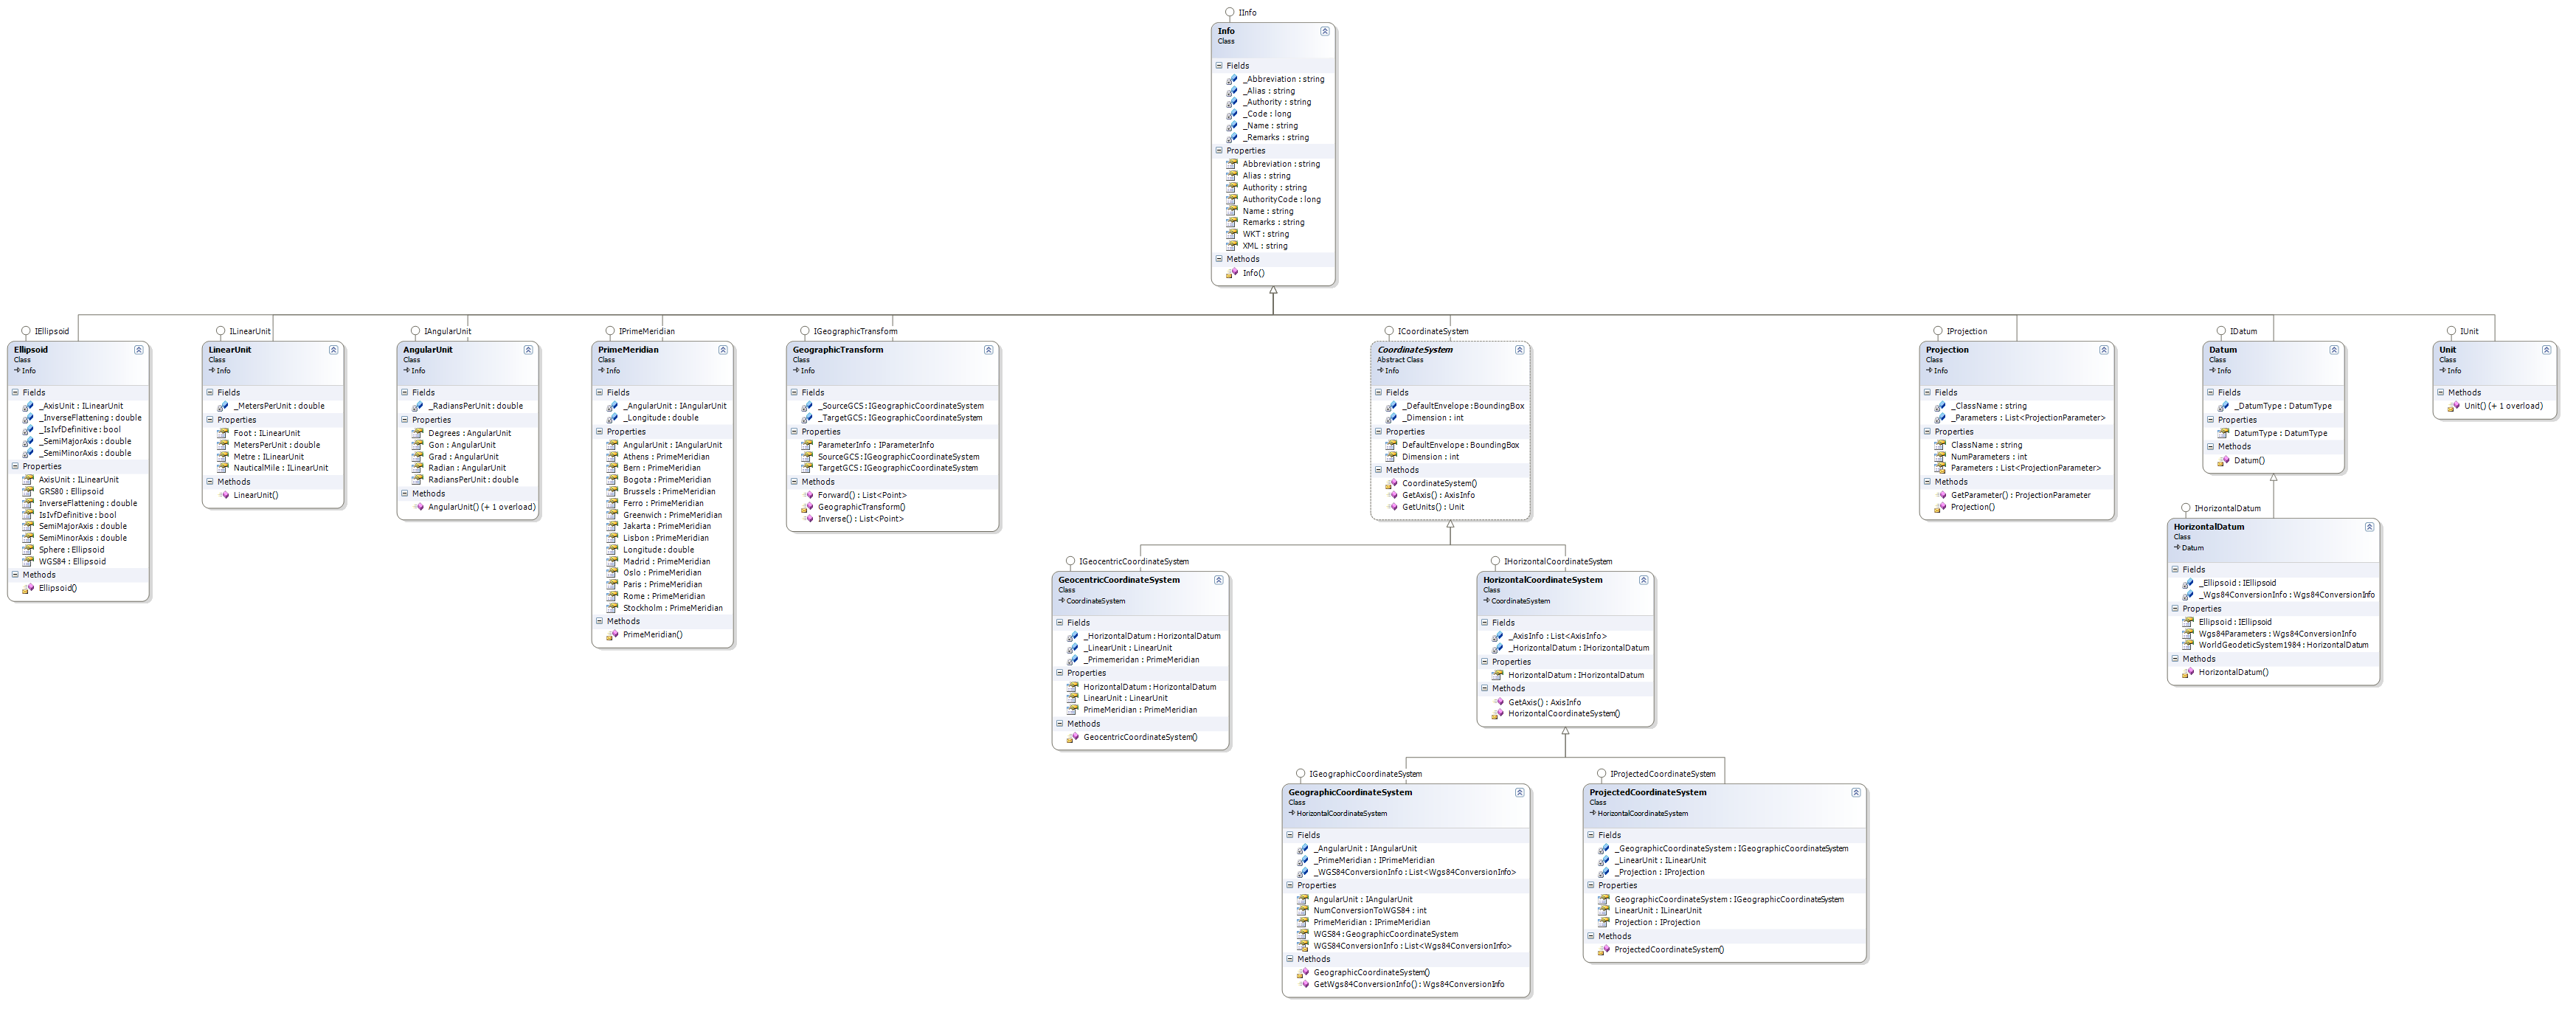 IInfo
Info
Class
Fields
_Abbreviation : string
_Alias : string
_Authority : string
_Code : long
_Name : string
_Remarks : string
Properties
Abbreviation : string
Alias : string
Authority : string
AuthorityCode : long
Name : string
Remarks : string
WKT : string
XML : string
Methods
Info()
IEllipsoid
Ellipsoid
Class
Info
Fields
_AxisUnit : ILinearUnit
_InverseFlattening : double
_IsIvfDefinitive : bool
_SemiMajorAxis : double
_SemiMinorAxis : double
Properties
AxisUnit : ILinearUnit
GRS80 : Ellipsoid
InverseFlattening : double
IsIvfDefinitive : bool
SemiMajorAxis : double
SemiMinorAxis : double
Sphere : Ellipsoid
WGS84 : Ellipsoid
Methods
Ellipsoid()
ILinearUnit
LinearUnit
Class
Info
Fields
_MetersPerUnit : double
Properties
Foot : ILinearUnit
MetersPerUnit : double
Metre : ILinearUnit
NauticalMile : ILinearUnit
Methods
LinearUnit()
IAngularUnit
AngularUnit
Class
Info
Fields
_RadiansPerUnit : double
Properties
Degrees : AngularUnit
Gon : AngularUnit
Grad : AngularUnit
Radian : AngularUnit
RadiansPerUnit : double
Methods
AngularUnit() (+ 1 overload)
IPrimeMeridian
PrimeMeridian
Class
Info
Fields
_AngularUnit : IAngularUnit
_Longitude : double
Properties
AngularUnit : IAngularUnit
Athens : PrimeMeridian
Bern : PrimeMeridian
Bogota : PrimeMeridian
Brussels : PrimeMeridian
Ferro : PrimeMeridian
Greenwich : PrimeMeridian
Jakarta : PrimeMeridian
Lisbon : PrimeMeridian
Longitude : double
Madrid : PrimeMeridian
Oslo : PrimeMeridian
Paris : PrimeMeridian
Rome : PrimeMeridian
Stockholm : PrimeMeridian
Methods
PrimeMeridian()
IGeographicTransform
GeographicTransform
Class
Info
Fields
_SourceGCS : IGeographicCoordinateSystem
_TargetGCS : IGeographicCoordinateSystem
Properties
ParameterInfo : IParameterInfo
SourceGCS : IGeographicCoordinateSystem
TargetGCS : IGeographicCoordinateSystem
Methods
Forward() : List<Point>
GeographicTransform()
Inverse() : List<Point>
ICoordinateSystem
CoordinateSystem
Abstract Class
Info
Fields
_DefaultEnvelope : BoundingBox
_Dimension : int
Properties
DefaultEnvelope : BoundingBox
Dimension : int
Methods
CoordinateSystem()
GetAxis() : AxisInfo
GetUnits() : Unit
IProjection
Projection
Class
Info
Fields
_ClassName : string
_Parameters : List<ProjectionParameter>
Properties
ClassName : string
NumParameters : int
Parameters : List<ProjectionParameter>
Methods
GetParameter() : ProjectionParameter
Projection()
IDatum
Datum
Class
Info
Fields
_DatumType : DatumType
Properties
DatumType : DatumType
Methods
Datum()
IUnit
Unit
Class
Info
Methods
Unit() (+ 1 overload)
IHorizontalDatum
HorizontalDatum
Class
Datum
Fields
_Ellipsoid : IEllipsoid
_Wgs84ConversionInfo : Wgs84ConversionInfo
Properties
Ellipsoid : IEllipsoid
Wgs84Parameters : Wgs84ConversionInfo
WorldGeodeticSystem1984 : HorizontalDatum
Methods
HorizontalDatum()
IGeocentricCoordinateSystem
GeocentricCoordinateSystem
Class
CoordinateSystem
Fields
_HorizontalDatum : HorizontalDatum
_LinearUnit : LinearUnit
_Primemeridan : PrimeMeridian
Properties
HorizontalDatum : HorizontalDatum
LinearUnit : LinearUnit
PrimeMeridian : PrimeMeridian
Methods
GeocentricCoordinateSystem()
IHorizontalCoordinateSystem
HorizontalCoordinateSystem
Class
CoordinateSystem
Fields
_AxisInfo : List<AxisInfo>
_HorizontalDatum : IHorizontalDatum
Properties
HorizontalDatum : IHorizontalDatum
Methods
GetAxis() : AxisInfo
HorizontalCoordinateSystem()
IGeographicCoordinateSystem
GeographicCoordinateSystem
Class
HorizontalCoordinateSystem
Fields
_AngularUnit : IAngularUnit
_PrimeMeridian : IPrimeMeridian
_WGS84ConversionInfo : List<Wgs84ConversionInfo>
Properties
AngularUnit : IAngularUnit
NumConversionToWGS84 : int
PrimeMeridian : IPrimeMeridian
WGS84 : GeographicCoordinateSystem
WGS84ConversionInfo : List<Wgs84ConversionInfo>
Methods
GeographicCoordinateSystem()
GetWgs84ConversionInfo() : Wgs84ConversionInfo
IProjectedCoordinateSystem
ProjectedCoordinateSystem
Class
HorizontalCoordinateSystem
Fields
_GeographicCoordinateSystem : IGeographicCoordinateSystem
_LinearUnit : ILinearUnit
_Projection : IProjection
Properties
GeographicCoordinateSystem : IGeographicCoordinateSystem
LinearUnit : ILinearUnit
Projection : IProjection
Methods
ProjectedCoordinateSystem()